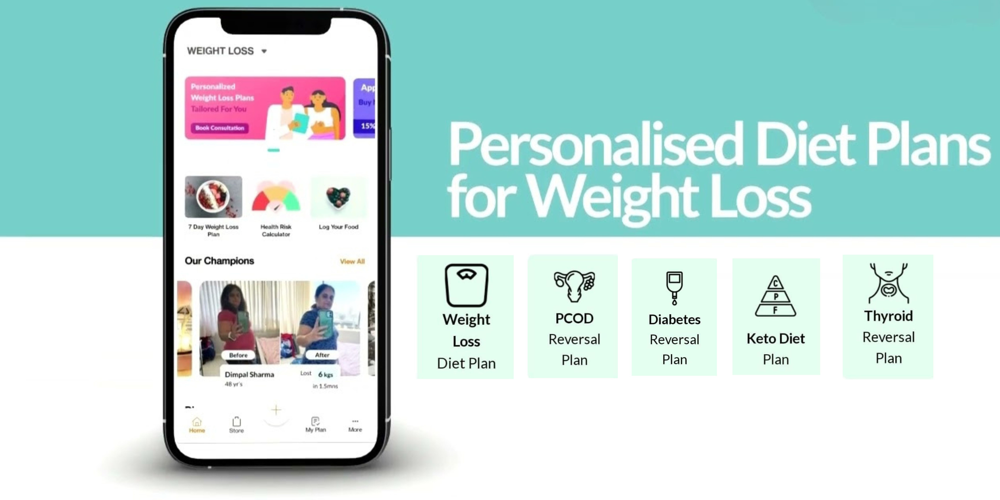 WEIGHT LOSS
Personalized
Weight Loss Plans
Tailored For You
Book Consultation
App
Buy
15%
7 Day Weight Loss
Plan
Health Risk
Calculator
Log Your Food
Our Champions
View All
Before
After
Dimpal Sharma
Lost 6 kgs
48 yr's
in 1.5mns
Home
Store
My Plan
More
Personalised Diet Plans
for Weight Loss
Weight
Loss
Diet Plan
PCOD
Reversal
Plan
Diabetes
Reversal
Plan
C
P
F
Keto Diet
Plan
Thyroid
Reversal
Plan